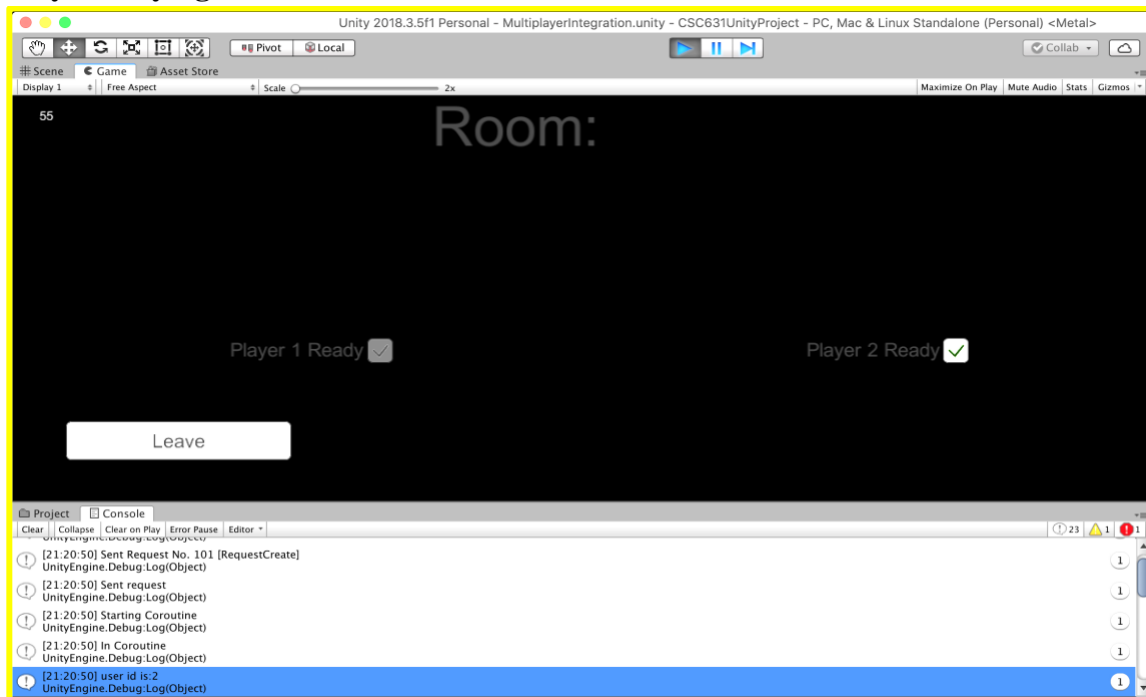 Unity 2018.3.5f1 Personal - MultiplayerIntegration.unity - CSC631UnityProject - PC, Mac & Linux Standalone (Personal) <Metal>
Pivot Local Collab
Scene Game Asset Store
Display 1 Free Aspect Scale 2x Maximize On Play Mute Audio Stats Gizmos
55
Room:
Player 1 Ready Player 2 Ready
Leave
Project Console
Clear Collapse Clear on Play Error Pause Editor 23 1 1
UnityEngine.Debug:Log(Object)
[21:20:50] Sent Request No. 101 [RequestCreate]
UnityEngine.Debug:Log(Object)
1
[21:20:50] Sent request
UnityEngine.Debug:Log(Object)
1
[21:20:50] Starting Coroutine
UnityEngine.Debug:Log(Object)
1
[21:20:50] In Coroutine
UnityEngine.Debug:Log(Object)
1
[21:20:50] user id is:2
UnityEngine.Debug:Log(Object)
1